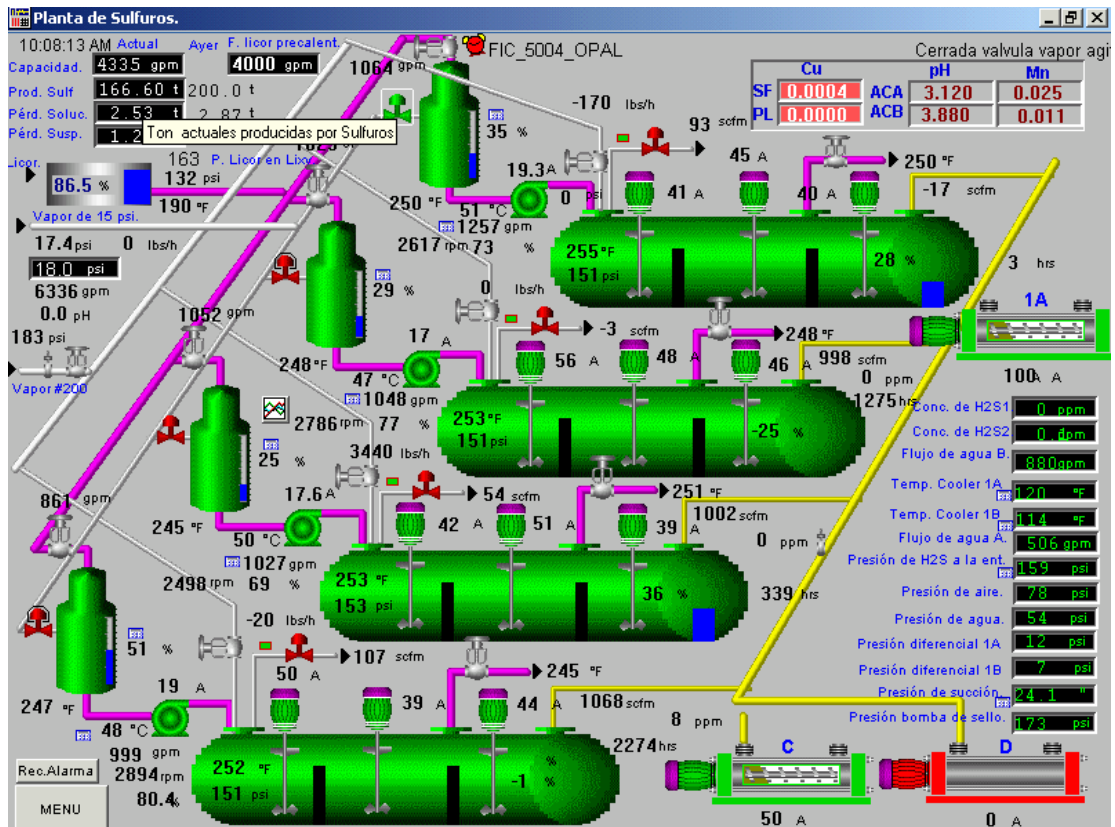 Planta de Sulfuros.
10:08:13 AM Actual Ayer F. licor precalent.
FIC_5004_OPAL
Cerrada valvula vapor agi
Capacidad. 4335 gpm 4000 gpm 1064 gpm
Prod. Sulf 166.60 t 200.0 t
Pérd. Soluc. 2.53 t 2.87 t
Pérd. Susp. 1.2
Ton actuales producidas por Sulfuros
Cu pH Mn
SF 0.0004 ACA 3.120 0.025
PL 0.0000 ACB 3.880 0.011
Licor. 163 P. Licor en Lixv
86.5 % 132 psi
190 °F
Vapor de 15 psi.
17.4 psi 0 lbs/h
18.0 psi
6336 gpm
0.0 pH
183 psi
Vapor #200
-170 lbs/h
93 scfm
35 %
19.3 A
0 psi
41 A
45 A
40 A
250 °F
-17 scfm
250 °F
51 °C
1257 gpm
2617 rpm 73 %
255 °F
151 psi
28 %
3 hrs
1A
100A A
1052 gpm
29 %
0 lbs/h
-3 scfm
17 A
248 °F
47 °C
1048 gpm
2786 rpm 77 %
56 A
48 A
46 A
248 °F
998 scfm
0 ppm
1275 hrs
253 °F
151 psi
-25 %
861 gpm
25 %
3440 lbs/h
54 scfm
17.6 A
245 °F
50 °C
1027 gpm
2498 rpm 69 %
42 A
51 A
39 A
251 °F
1002 scfm
0 ppm
339 hrs
253 °F
153 psi
36 %
51 %
-20 lbs/h
107 scfm
19 A
247 °F
48 °C
999 gpm
2894 rpm
80.4 %
50 A
39 A
44 A
245 °F
1068 scfm
8 ppm
2274 hrs
252 °F
151 psi
%
-1 %
Conc. de H2S1. 0 ppm
Conc. de H2S2
Flujo de agua B. 880 gpm
Temp. Cooler 1A 120 °F
Temp. Cooler 1B 114 °F
Flujo de agua A. 506 gpm
Presión de H2S a la ent. 159 psi
Presión de aire. 78 psi
Presión de agua. 54 psi
Presión diferencial 1A 12 psi
Presión diferencial 1B 7 psi
Presión de succión. 24.1 "
Presión bomba de sello. 173 psi
C D
50 A 0 A
Rec.Alarma
MENU